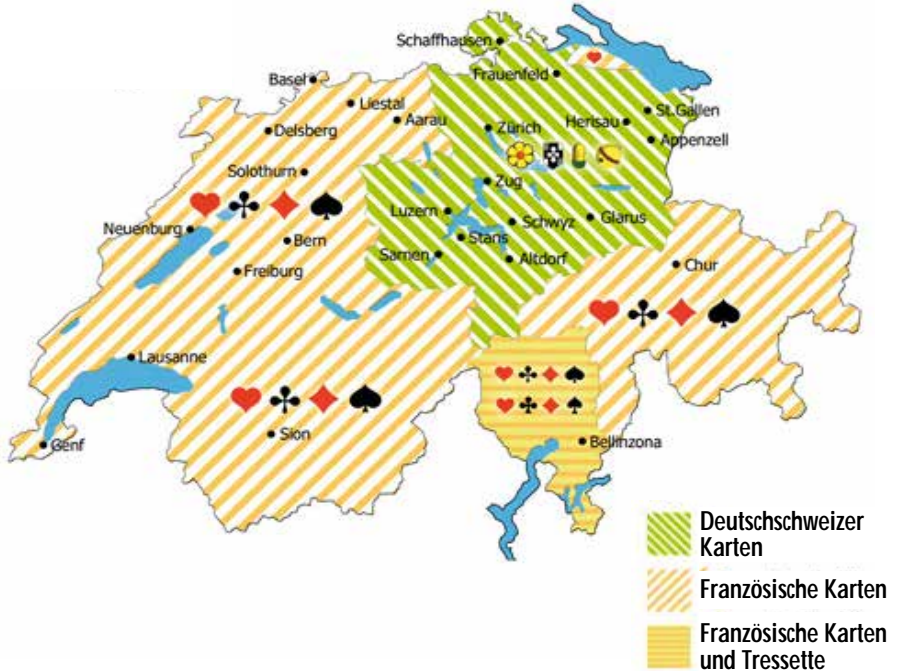 Schaffhausen
Frauenfeld
Basel
Liestal
Aarau
St.Gallen
Herisau
Zürich
Delsberg
Appenzell
Solothurn
Zug
Luzern
Schwyz
Glarus
Neuenburg
Stans
Bern
Sarnen
Altdorf
Chur
Freiburg
Lausanne
Sion
Bellinzona
Genf
Deutschschweizer
Karten
Französische Karten
Französische Karten
und Tressette